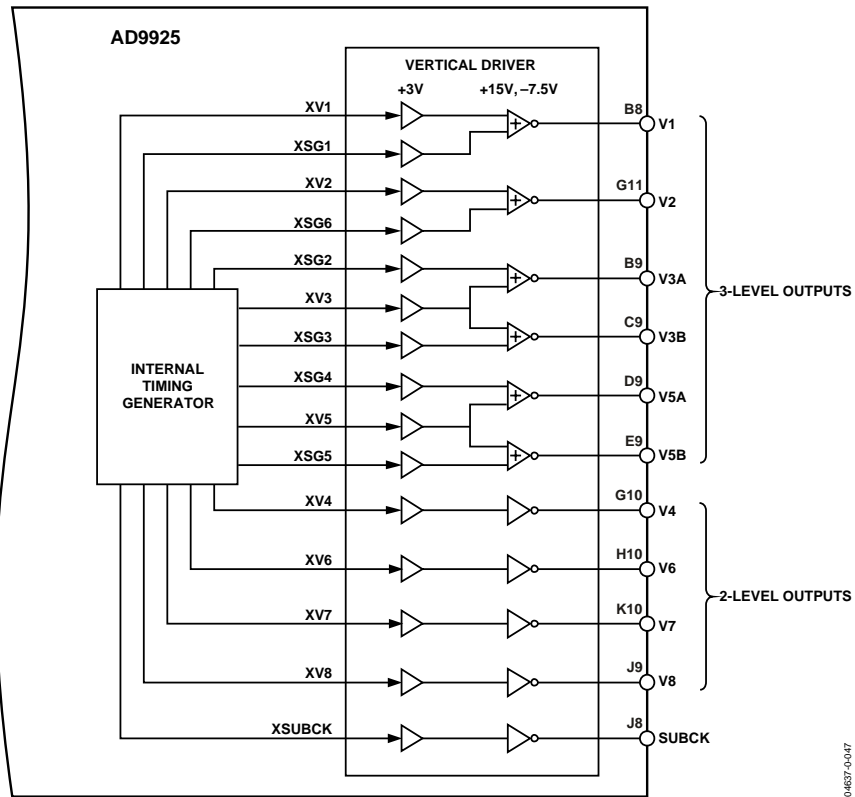 AD9925
VERTICAL DRIVER
+3V +15V, –7.5V
XV1 B8 V1
XSG1
XV2 G11 V2
XSG6
XSG2 B9 V3A
XV3
3-LEVEL OUTPUTS
XSG3 C9 V3B
INTERNAL
TIMING
GENERATOR
XSG4 D9 V5A
XV5
XSG5 E9 V5B
XV4 G10 V4
XV6 H10 V6
2-LEVEL OUTPUTS
XV7 K10 V7
XV8 J9 V8
XSUBCK J8 SUBCK
04637-0-047